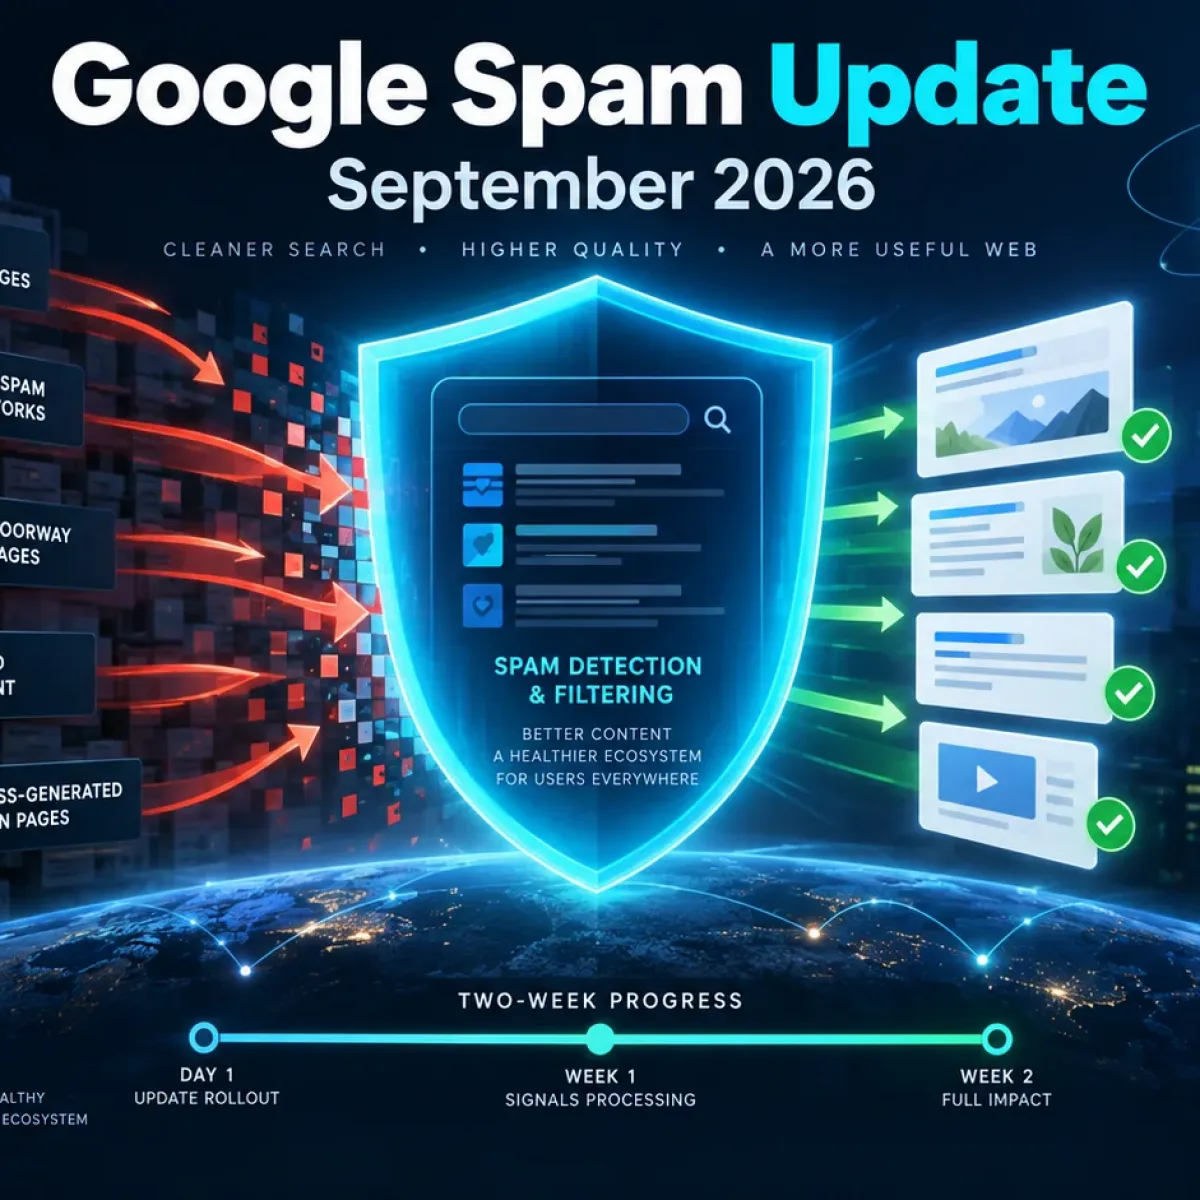 Google Spam Update
September 2026
CLEANER SEARCH • HIGHER QUALITY • A MORE USEFUL WEB
GES
SPAM
ORKS
OORWAY
AGES
NT
SS-GENERATED
N PAGES
SPAM DETECTION
& FILTERING
BETTER CONTENT
A HEALTHIER ECOSYSTEM
FOR USERS EVERYWHERE
TWO-WEEK PROGRESS
DAY 1
UPDATE ROLLOUT
WEEK 1
SIGNALS PROCESSING
WEEK 2
FULL IMPACT
ALTHY
ECOSYSTEM